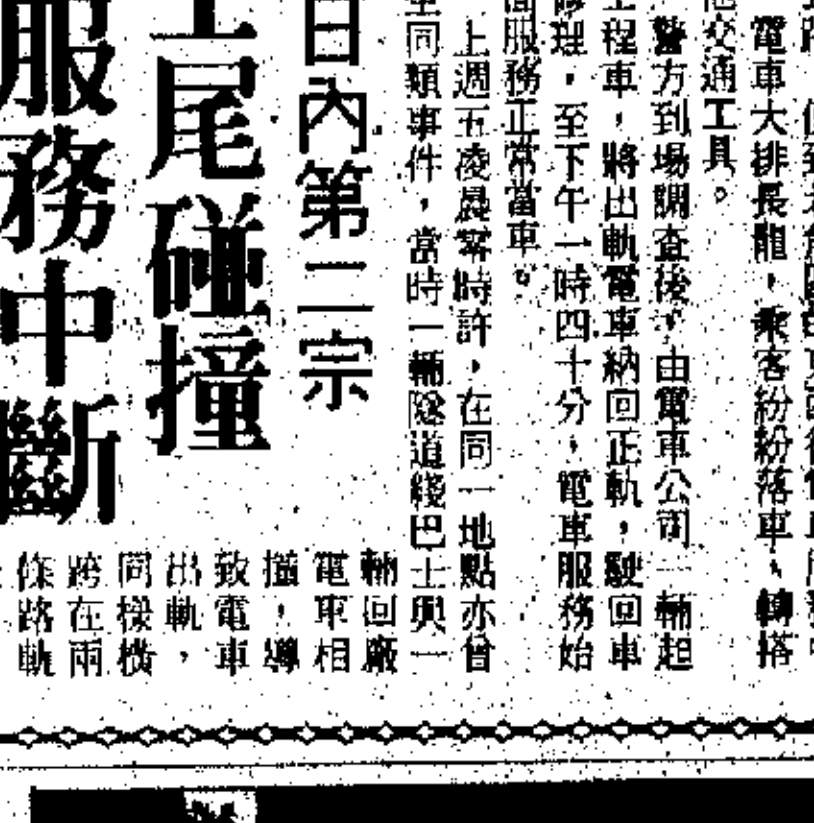 電車大排長龍，乘客紛紛落車、轉搭
他交通工具。
警方到場調查後，由電車公司一輛起
工程車，將出軌電車納回正軌，駛回車
修理，至下午一時四十分，電車服務始
面服務正常當車。
上週五凌晨零時許，在同一地點亦曾
生同類事件，當時一輛隧道綫巴士與一
輛回廠
電車相
撞，導
致電車
出軌，
同樣橫
跨在兩
條路軌
日內第二宗
士尾碰撞
服務中斷